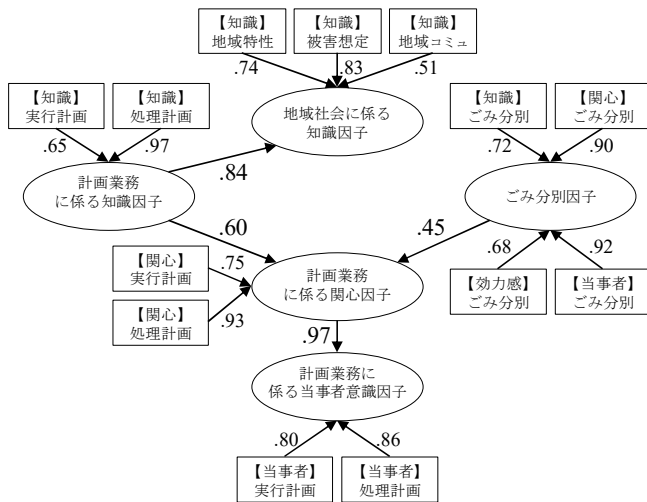 【知識】
地域特性
【知識】
被害想定
【知識】
地域コミュ
.74
.83
.51
【知識】
実行計画
【知識】
処理計画
地域社会に係る
知識因子
【知識】
ごみ分別
【関心】
ごみ分別
.65
.97
.72
.90
計画業務
に係る知識因子
.84
ごみ分別因子
.60
.45
【関心】
実行計画
.75
.68
.92
計画業務
に係る関心因子
【効力感】
ごみ分別
【当事者】
ごみ分別
【関心】
処理計画
.93
.97
計画業務に
係る当事者意識因子
.80
.86
【当事者】
実行計画
【当事者】
処理計画